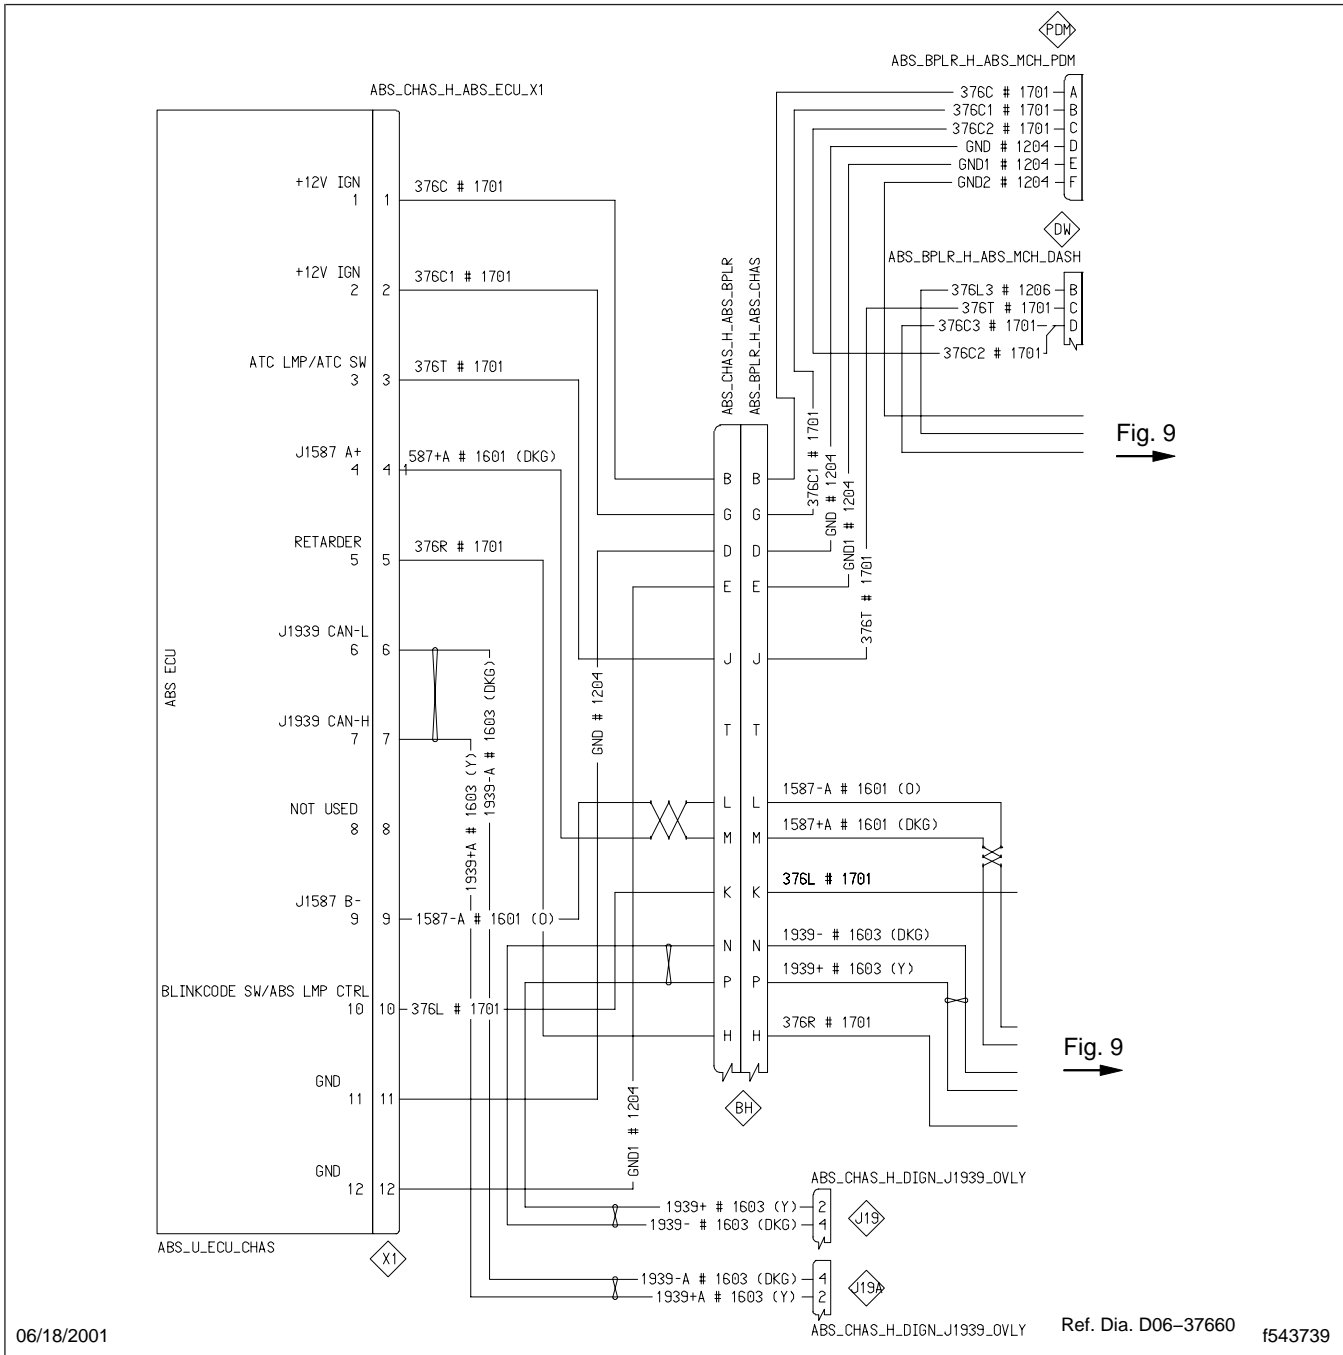 PDM
ABS_BPLR_H_ABS_MCH_PDM
376C # 1701 A
376C1 # 1701 B
376C2 # 1701 C
GND # 1204 D
GND1 # 1204 E
GND2 # 1204 F
DW
ABS_BPLR_H_ABS_MCH_DASH
376L3 # 1206 B
376T # 1701 C
376C3 # 1701 D
376C2 # 1701
Fig. 9
ABS_CHAS_H_ABS_ECU_X1
+12V IGN
1 1 376C # 1701
+12V IGN
2 2 376C1 # 1701
ATC LMP/ATC SW
3 3 376T # 1701
J1587 A+
4 4 1587+A # 1601 (DKG)
RETARDER
5 5 376R # 1701
J1939 CAN-L
6 6
J1939 CAN-H
7 7
NOT USED
8 8
J1587 B-
9 9 1587-A # 1601 (O)
BLINKCODE SW/ABS LMP CTRL
10 10 376L # 1701
GND
11 11
GND
12 12
ABS ECU
ABS_U_ECU_CHAS
X1
1939+A # 1603 (Y)
1939-A # 1603 (DKG)
GND # 1204
GND1 # 1204
ABS_CHAS_H_ABS_BPLR
ABS_BPLR_H_ABS_CHAS
376C1 # 1701
GND # 1204
GND1 # 1204
376T # 1701
B B
G G
D D
E E
J J
T T
L L 1587-A # 1601 (O)
M M 1587+A # 1601 (DKG)
K K 376L # 1701
N N 1939- # 1603 (DKG)
P P 1939+ # 1603 (Y)
H H 376R # 1701
BH
Fig. 9
ABS_CHAS_H_DIGN_J1939_OVLY
1939+ # 1603 (Y) 2
1939- # 1603 (DKG) 4
J19
1939-A # 1603 (DKG) 4
1939+A # 1603 (Y) 2
J19A
ABS_CHAS_H_DIGN_J1939_OVLY
06/18/2001
Ref. Dia. D06–37660
f543739